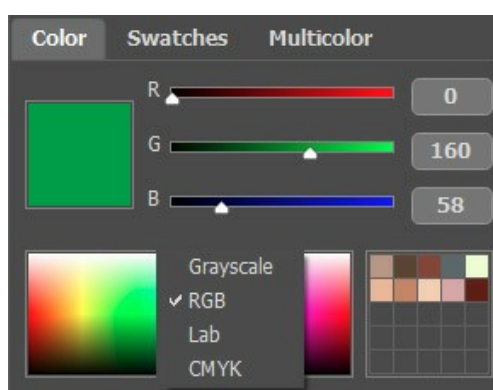 Color Swatches Multicolor
R 0
G 160
B 58
Grayscale
RGB
Lab
CMYK